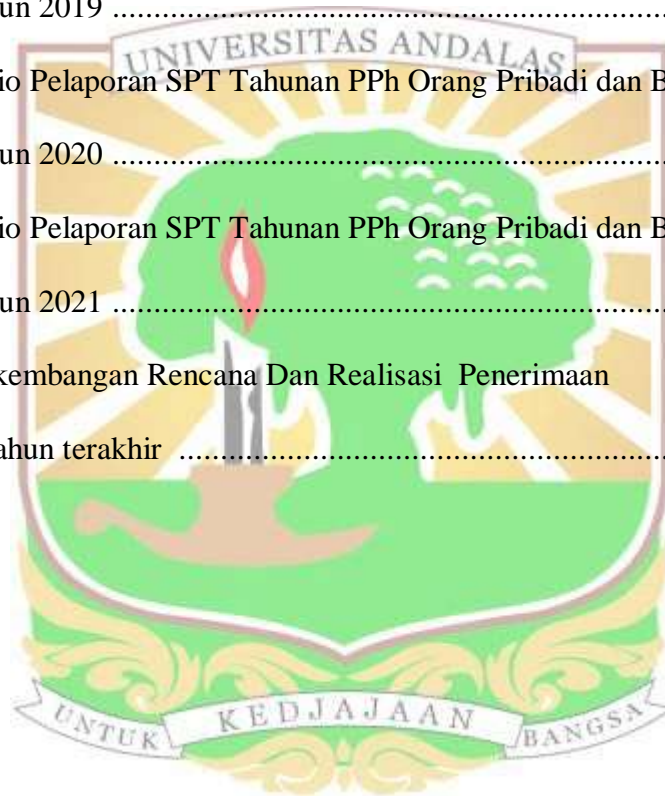 un 2019 ...............................................................................
UNIVERSITAS ANDALAS
io Pelaporan SPT Tahunan PPh Orang Pribadi dan B
un 2020 ...............................................................................
io Pelaporan SPT Tahunan PPh Orang Pribadi dan B
un 2021 ...............................................................................
kembangan Rencana Dan Realisasi Penerimaan
ahun terakhir ....................................................................
UNTUK KEDJAJAAN BANGSA